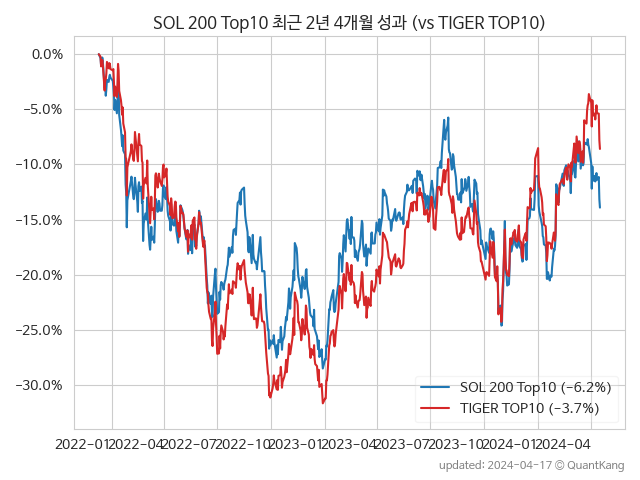 SOL 200 Top10 최근 2년 4개월 성과 (vs TIGER TOP10)
0.0%
−5.0%
−10.0%
−15.0%
−20.0%
−25.0%
−30.0%
SOL 200 Top10 (−6.2%)
TIGER TOP10 (−3.7%)
2022-01 2022-04 2022-07 2022-10 2023-01 2023-04 2023-07 2023-10 2024-01 2024-04
updated: 2024-04-17 © QuantKang